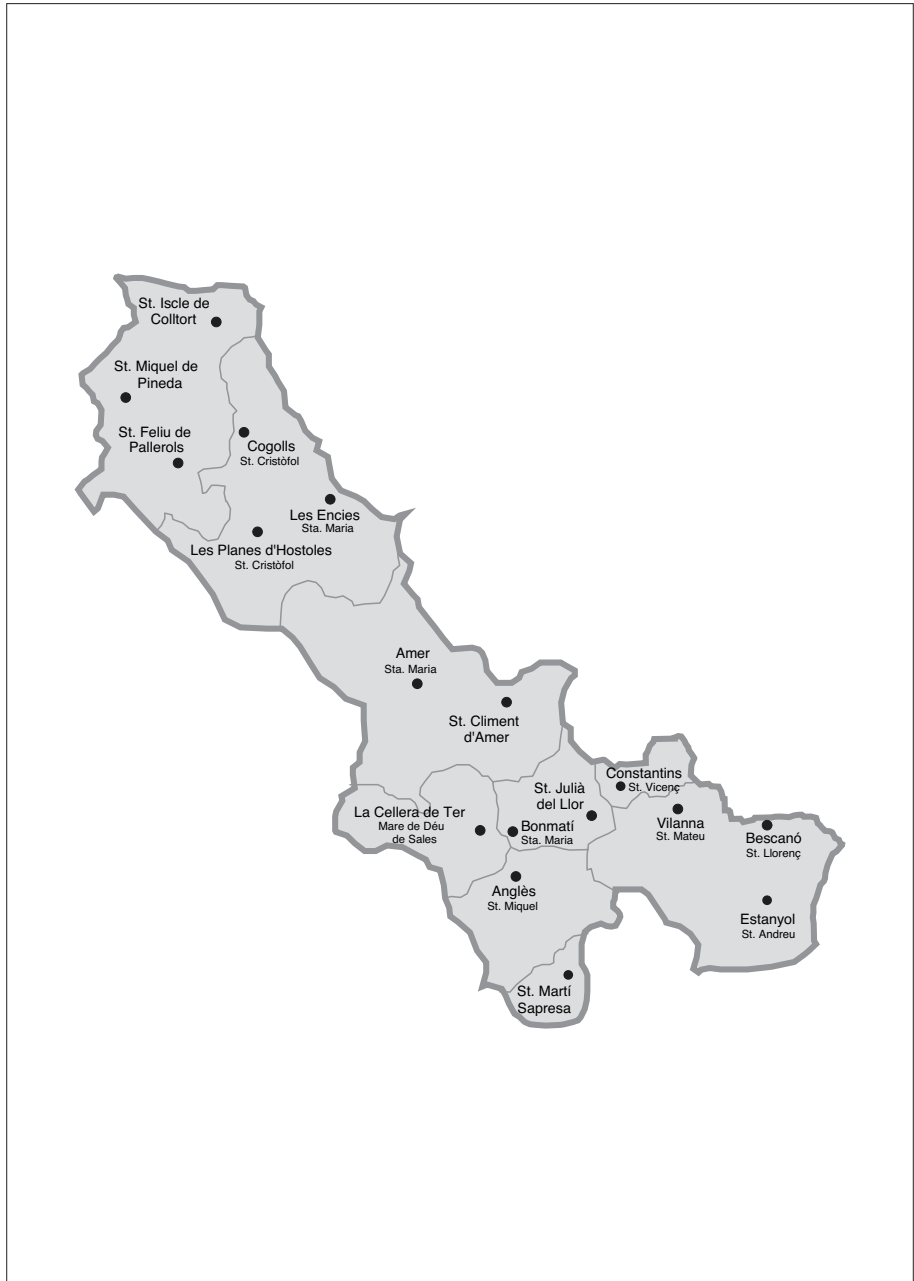 St. Iscle de
Colltort
St. Miquel de
Pineda
St. Feliu de
Pallerols
Cogolls
St. Cristòfol
Les Encies
Sta. Maria
Les Planes d'Hostoles
St. Cristòfol
Amer
Sta. Maria
St. Climent
d'Amer
Constantins
St. Vicenç
St. Julià
del Llor
La Cellera de Ter
Mare de Déu
de Sales
Bonmatí
Sta. Maria
Vilanna
St. Mateu
Bescanó
St. Llorenç
Anglès
St. Miquel
Estanyol
St. Andreu
St. Martí
Sapresa